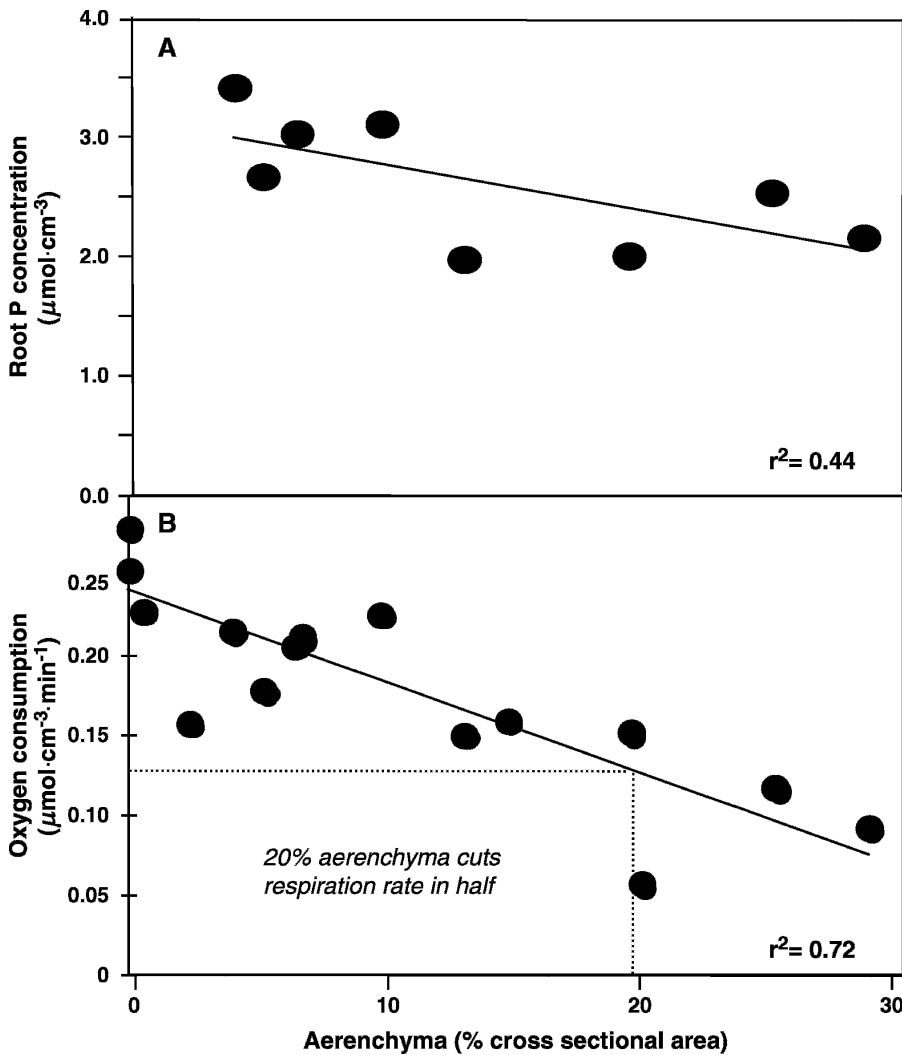 4.0
A
3.0
2.0
1.0
0.0
Root P concentration
(μmol·cm⁻³)
r²= 0.44
B
0.25
0.20
0.15
0.10
0.05
0
Oxygen consumption
(μmol·cm⁻³·min⁻¹)
20% aerenchyma cuts
respiration rate in half
r²= 0.72
0 10 20 30
Aerenchyma (% cross sectional area)